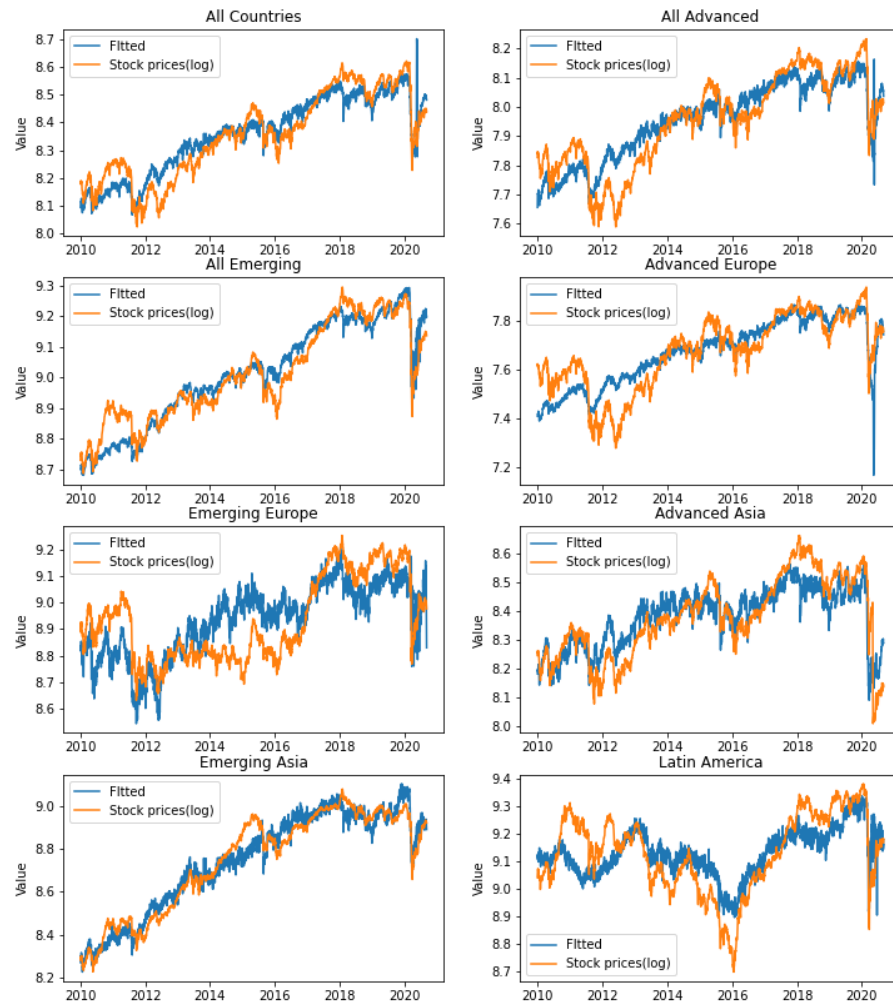 All Countries
FItted
Stock prices(log)
Value
8.7
8.6
8.5
8.4
8.3
8.2
8.1
8.0
2010 2012 2014 2016 2018 2020
All Advanced
FItted
Stock prices(log)
Value
8.2
8.1
8.0
7.9
7.8
7.7
7.6
2010 2012 2014 2016 2018 2020
All Emerging
FItted
Stock prices(log)
Value
9.3
9.2
9.1
9.0
8.9
8.8
8.7
2010 2012 2014 2016 2018 2020
Advanced Europe
FItted
Stock prices(log)
Value
7.8
7.6
7.4
7.2
2010 2012 2014 2016 2018 2020
Emerging Europe
FItted
Stock prices(log)
Value
9.2
9.1
9.0
8.9
8.8
8.7
8.6
2010 2012 2014 2016 2018 2020
Advanced Asia
FItted
Stock prices(log)
Value
8.6
8.5
8.4
8.3
8.2
8.1
8.0
2010 2012 2014 2016 2018 2020
Emerging Asia
FItted
Stock prices(log)
Value
9.0
8.8
8.6
8.4
8.2
2010 2012 2014 2016 2018 2020
Latin America
Value
9.4
9.3
9.2
9.1
9.0
8.9
8.8
8.7
FItted
Stock prices(log)
2010 2012 2014 2016 2018 2020